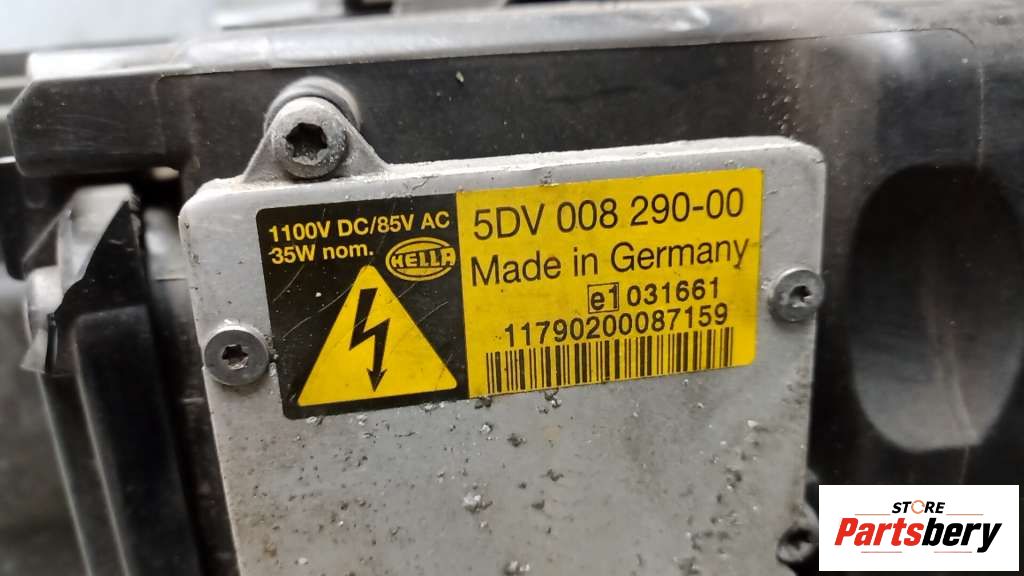 1100V DC/85V AC
35W nom.
HELLA
5DV 008 290-00
Made in Germany
e1 031661
11790200087159
STORE
Partsbery